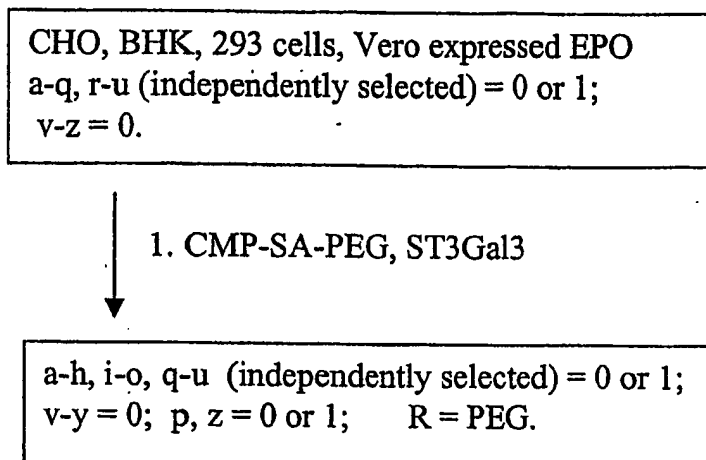 CHO, BHK, 293 cells, Vero expressed EPO
a-q, r-u (independently selected) = 0 or 1;
v-z = 0.
1. CMP-SA-PEG, ST3Gal3
a-h, i-o, q-u (independently selected) = 0 or 1;
v-y = 0; p, z = 0 or 1; R = PEG.